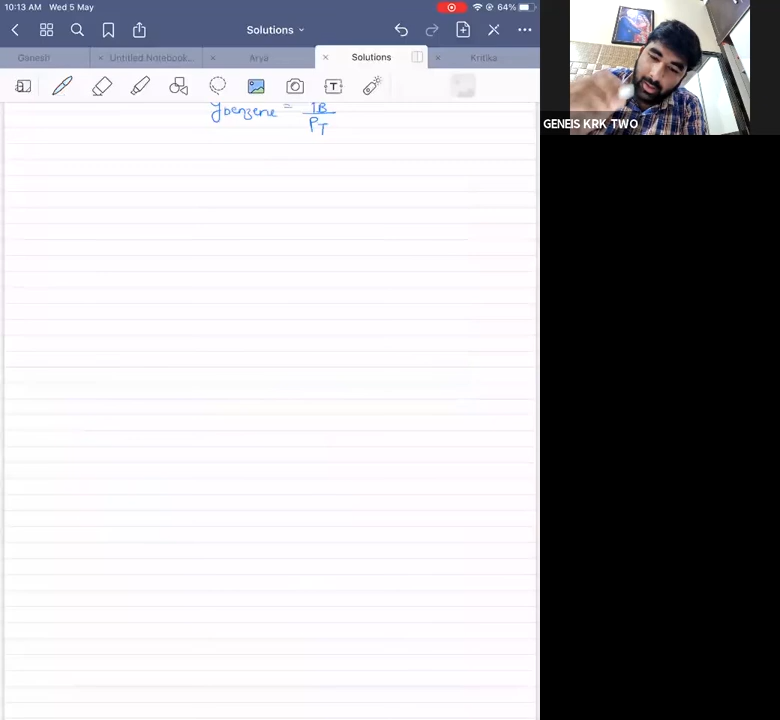 10:13 AM Wed 5 May
64%
Solutions
Ganesh
Untitled Notebook...
Arya
Solutions
Kritika
T
y benzene = PB
PT
GENEIS KRK TWO